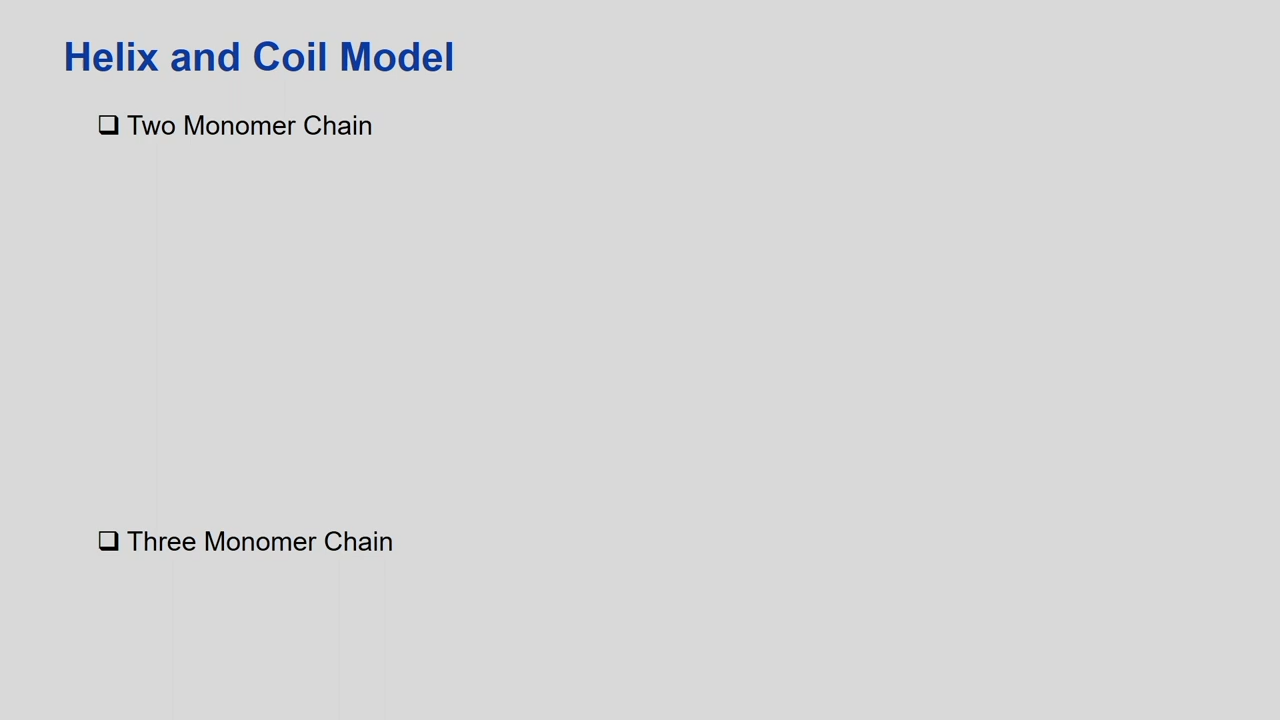 Helix and Coil Model
❑ Two Monomer Chain
❑ Three Monomer Chain